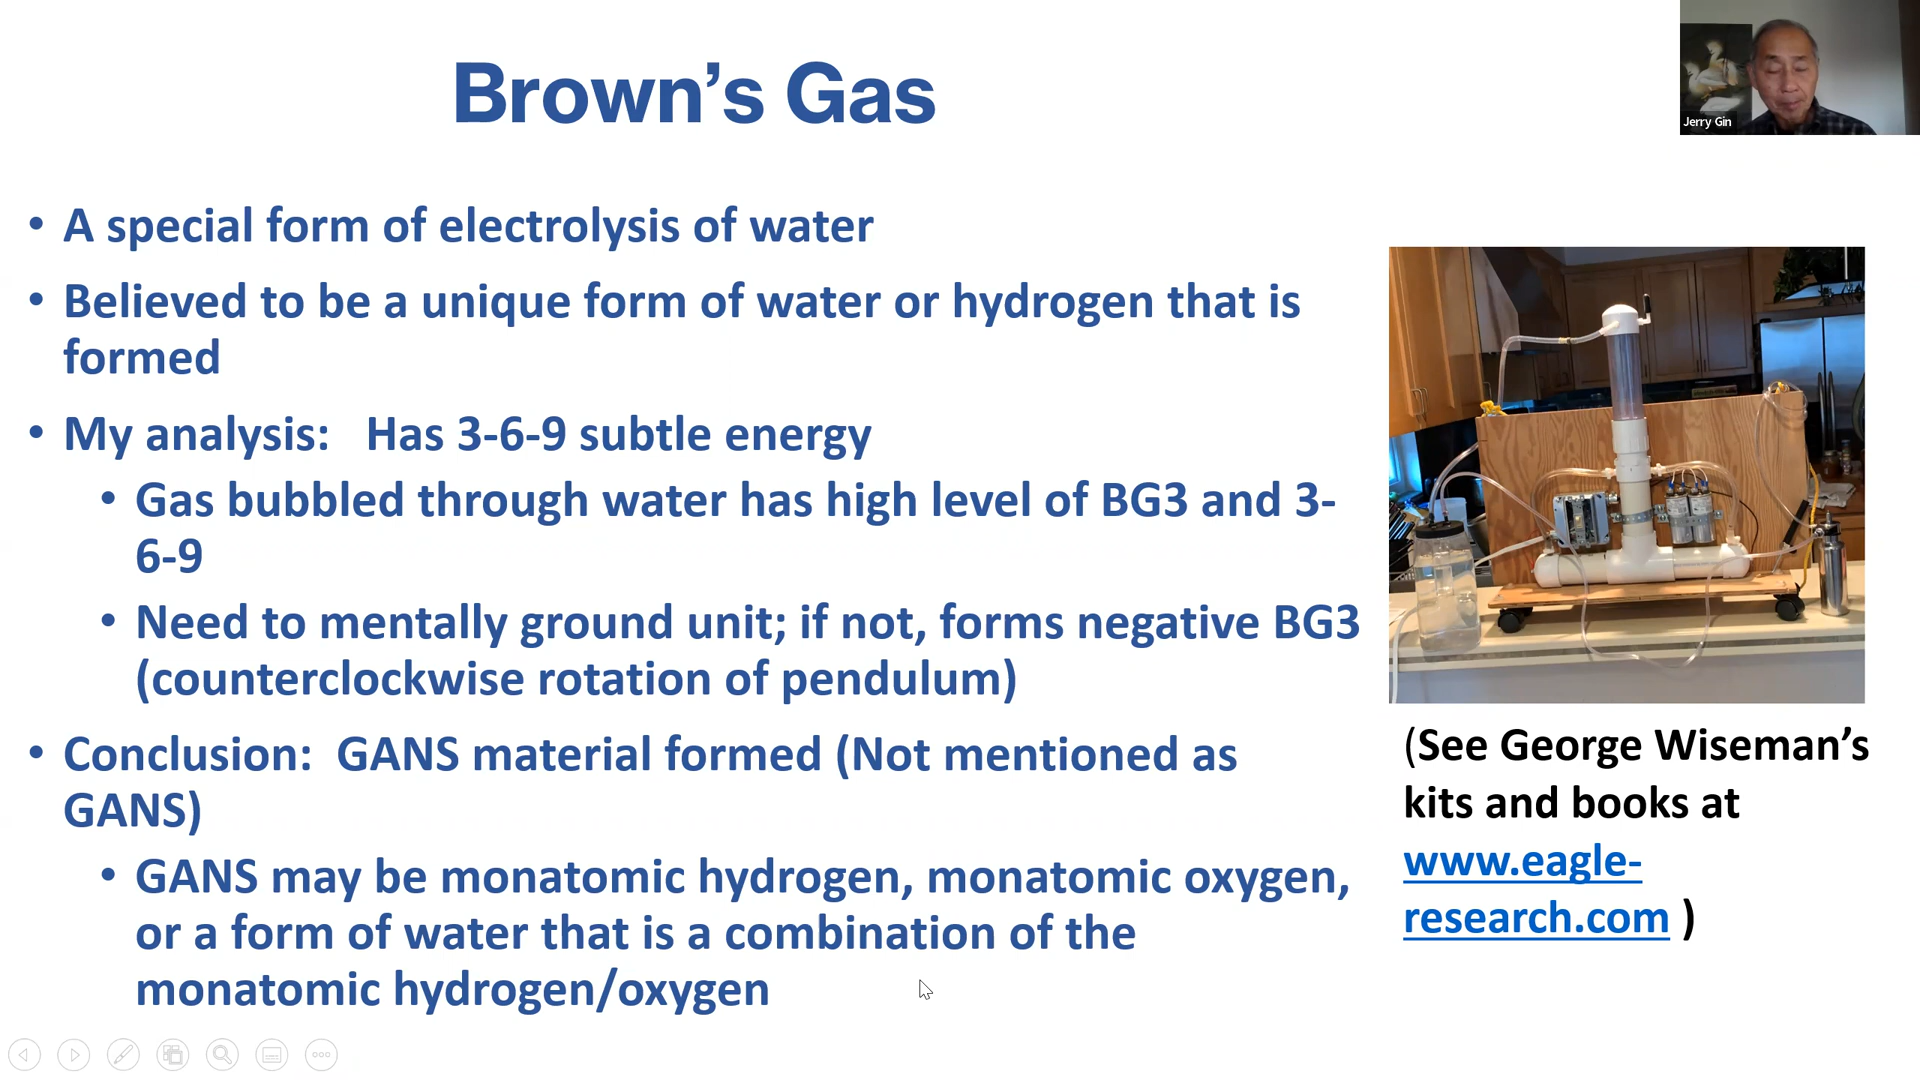 Brown's Gas
Jerry Gin
• A special form of electrolysis of water
• Believed to be a unique form of water or hydrogen that is
formed
• My analysis:   Has 3-6-9 subtle energy
• Gas bubbled through water has high level of BG3 and 3-
6-9
• Need to mentally ground unit; if not, forms negative BG3
(counterclockwise rotation of pendulum)
• Conclusion:  GANS material formed (Not mentioned as
GANS)
• GANS may be monatomic hydrogen, monatomic oxygen,
or a form of water that is a combination of the
monatomic hydrogen/oxygen
(See George Wiseman's
kits and books at
www.eagle-
research.com )